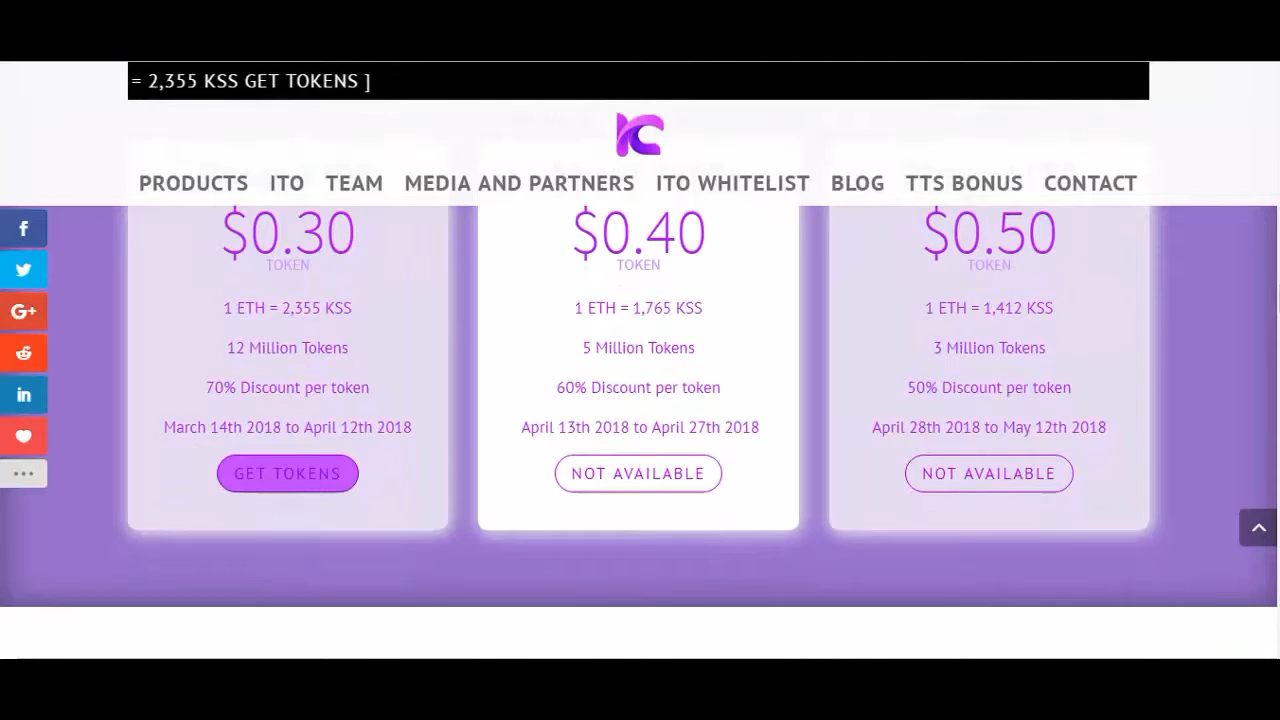 = 2,355 KSS GET TOKENS ]
PRODUCTS ITO TEAM MEDIA AND PARTNERS ITO WHITELIST BLOG TTS BONUS CONTACT
$0.30
TOKEN
1 ETH = 2,355 KSS
12 Million Tokens
70% Discount per token
March 14th 2018 to April 12th 2018
GET TOKENS
$0.40
TOKEN
1 ETH = 1,765 KSS
5 Million Tokens
60% Discount per token
April 13th 2018 to April 27th 2018
NOT AVAILABLE
$0.50
TOKEN
1 ETH = 1,412 KSS
3 Million Tokens
50% Discount per token
April 28th 2018 to May 12th 2018
NOT AVAILABLE
f
G+
in